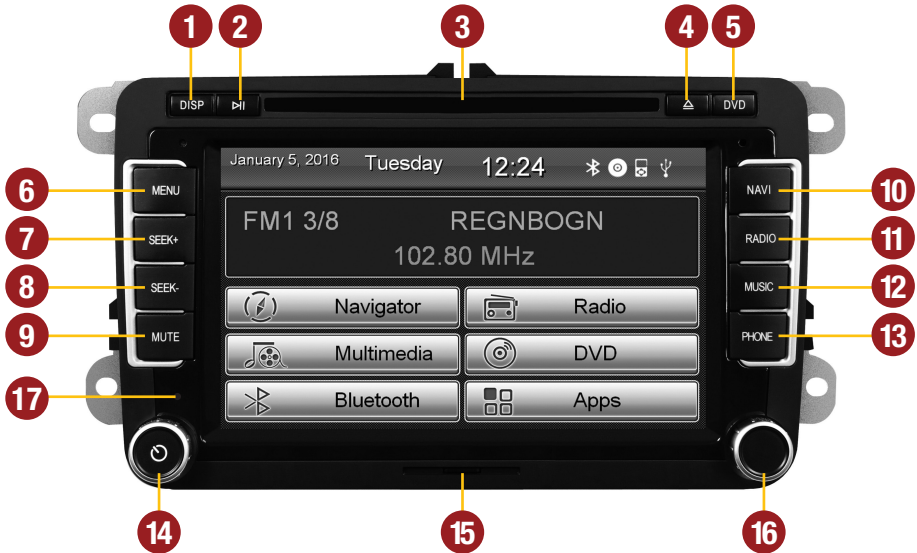 1 2 3 4 5
DISP DVD
January 5, 2016 Tuesday 12:24
6 MENU NAVI 10
FM1 3/8 REGNBOGN
7 SEEK+ RADIO 11
102.80 MHz
8 SEEK- MUSIC 12
Navigator Radio
9 MUTE PHONE 13
Multimedia DVD
17 Bluetooth Apps
14 15 16